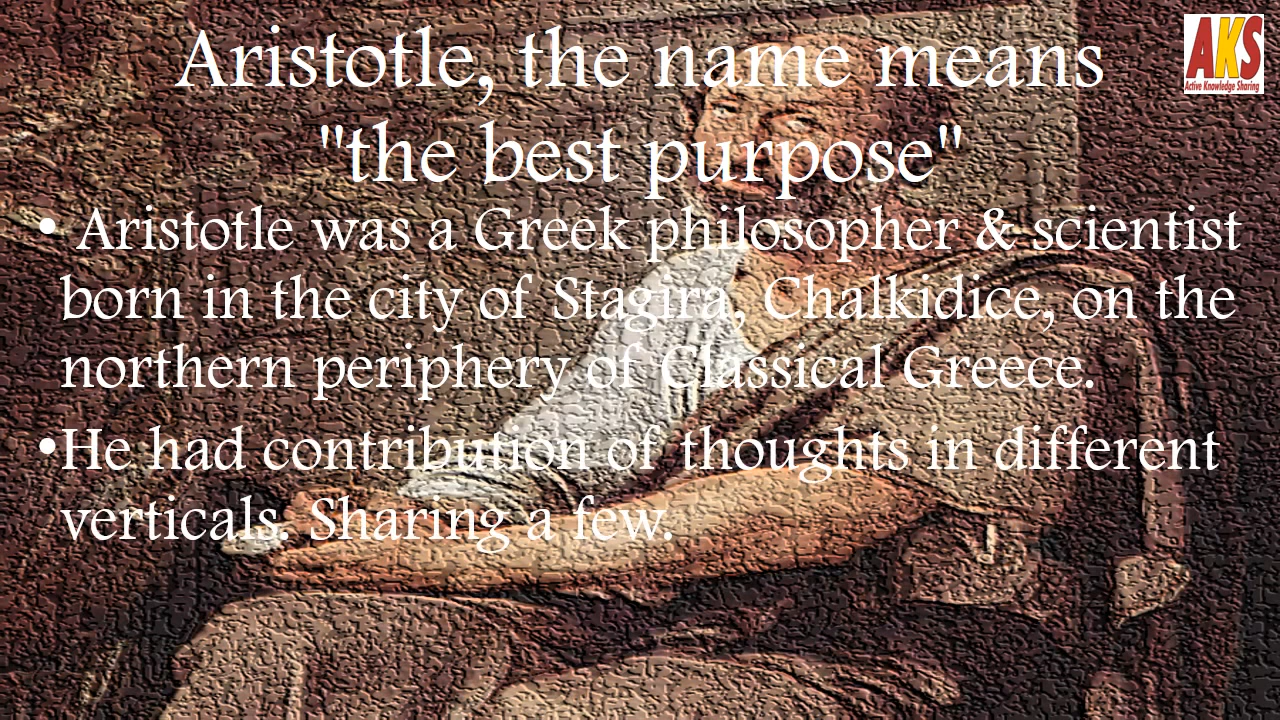 Aristotle, the name means
"the best purpose"
AKS
Active Knowledge Sharing
• Aristotle was a Greek philosopher & scientist
born in the city of Stagira, Chalkidice, on the
northern periphery of Classical Greece.
•He had contribution of thoughts in different
verticals. Sharing a few.